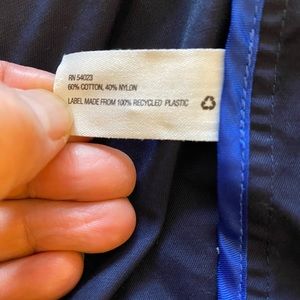 RN 54023
60% COTTON, 40% NYLON
LABEL MADE FROM 100% RECYCLED PLASTIC